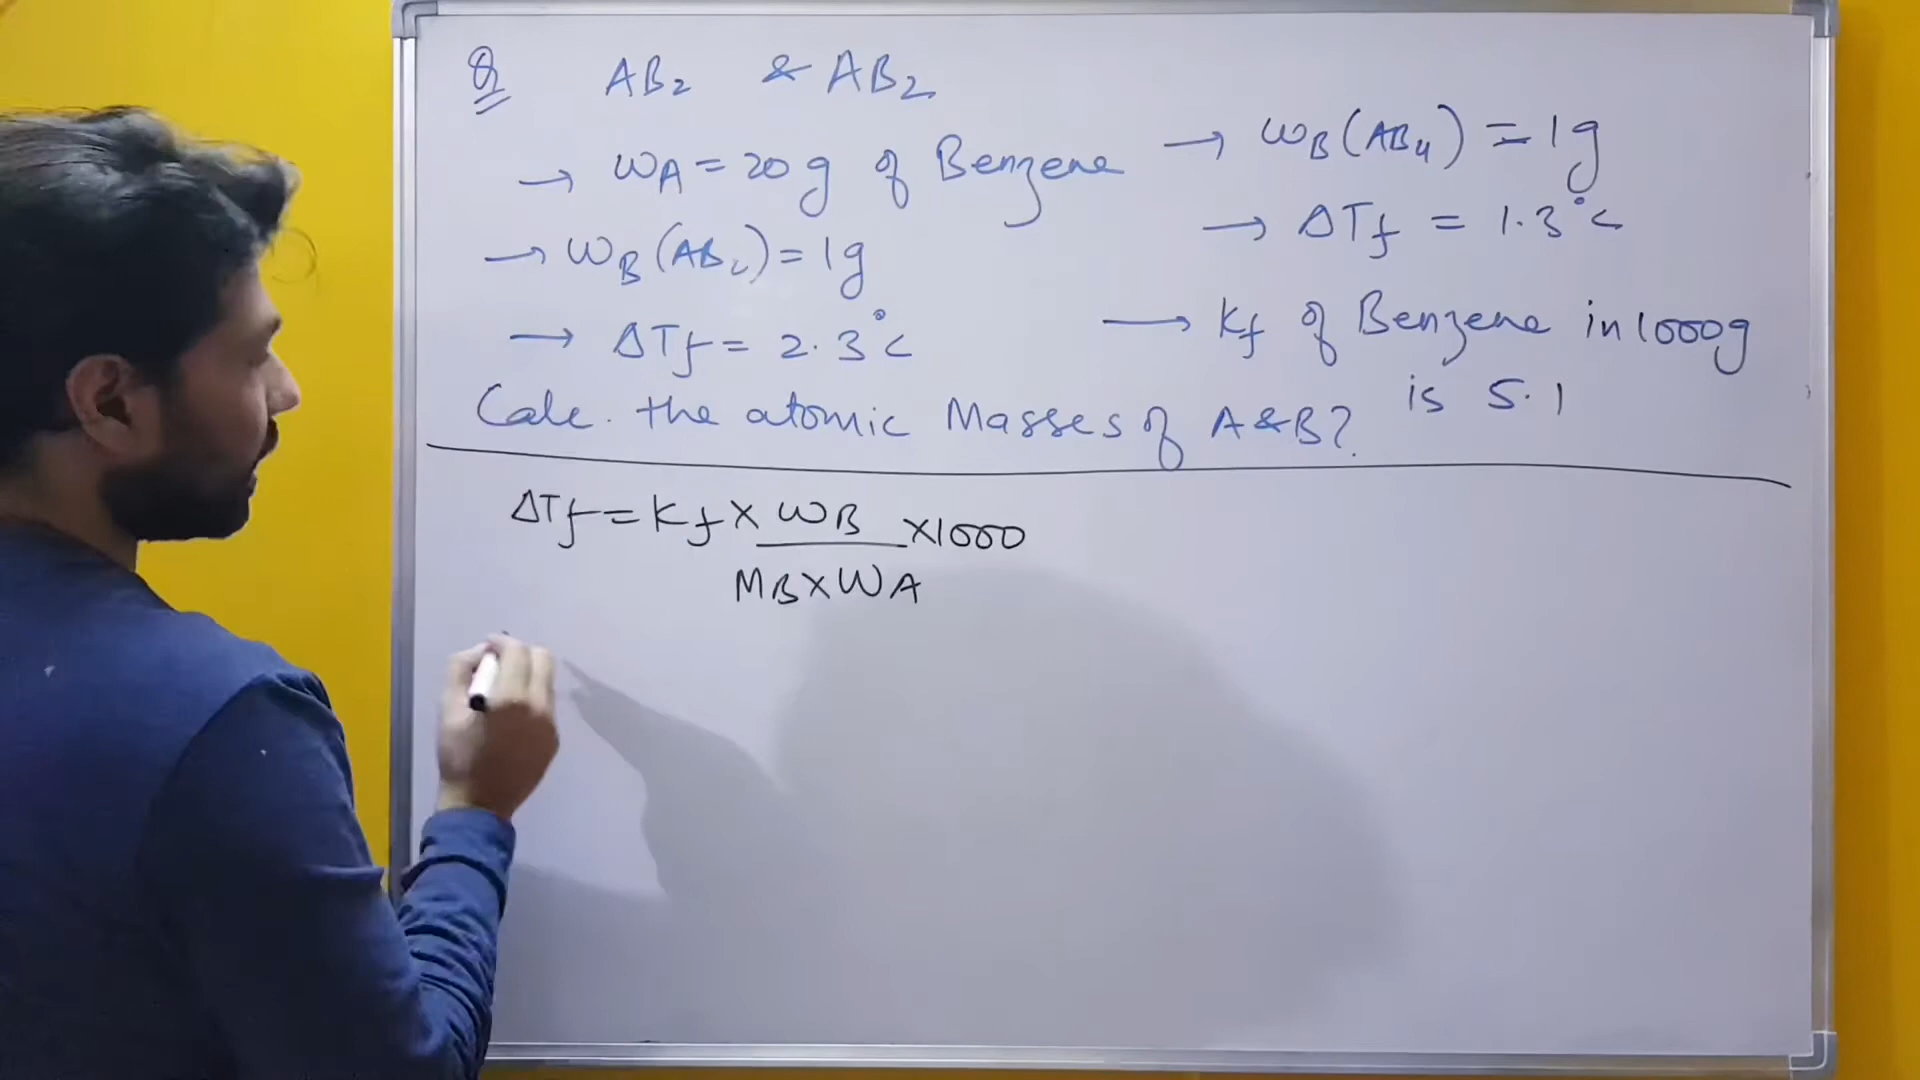 Q AB₂ & AB₂
→ WA = 20g of Benzene
→ WB (AB₂) = 1g
→ ΔTf = 2.3°C
→ WB (AB₄) = 1g
→ ΔTf = 1.3°C
→ Kf of Benzene in 1000g
is 5.1
Calc. the atomic Masses of A & B?
ΔTf = Kf × WB × 1000
MB × WA